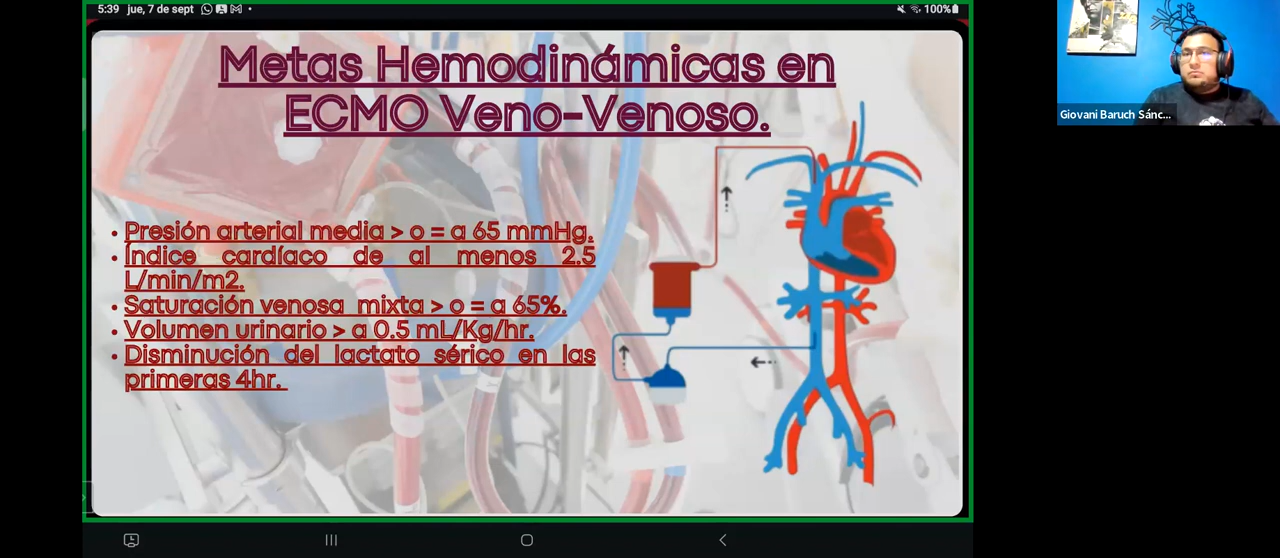 5:39 jue, 7 de sept
100%
Metas Hemodinámicas en
ECMO Veno-Venoso.
• Presión arterial media > o = a 65 mmHg.
• Índice cardíaco de al menos 2.5
L/min/m2.
• Saturación venosa mixta > o = a 65%.
• Volumen urinario > a 0.5 mL/Kg/hr.
• Disminución del lactato sérico en las
primeras 4hr.
Giovani Baruch Sánc...